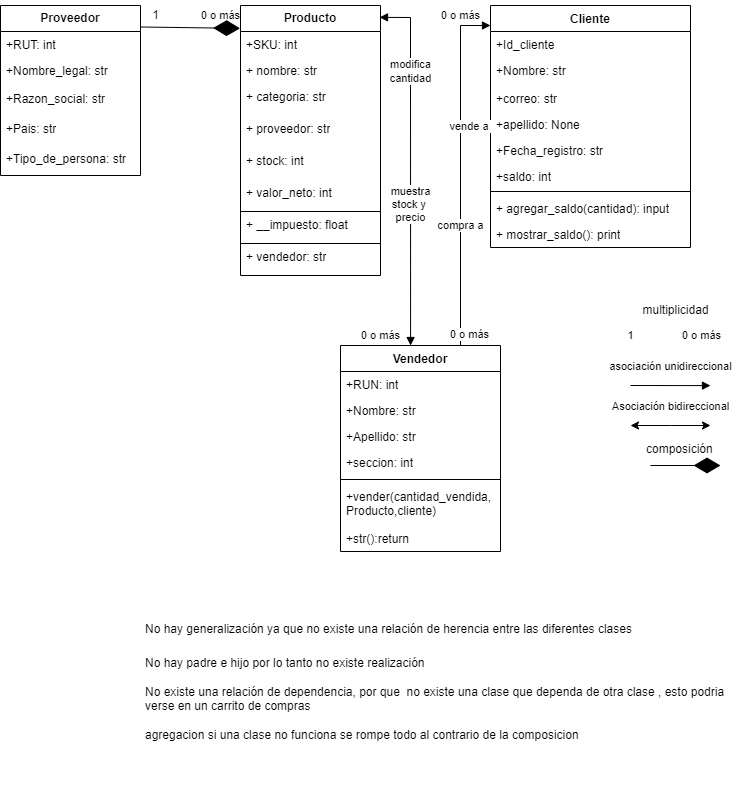 Proveedor
+RUT: int
+Nombre_legal: str
+Razon_social: str
+Pais: str
+Tipo_de_persona: str
1
0 o más
Producto
+SKU: int
+ nombre: str
+ categoria: str
+ proveedor: str
+ stock: int
+ valor_neto: int
+ __impuesto: float
+ vendedor: str
modifica
cantidad
muestra
stock y
precio
0 o más
vende a
compra a
Cliente
+Id_cliente
+Nombre: str
+correo: str
+apellido: None
+Fecha_registro: str
+saldo: int
+ agregar_saldo(cantidad): input
+ mostrar_saldo(): print
0 o más
0 o más
Vendedor
+RUN: int
+Nombre: str
+Apellido: str
+seccion: int
+vender(cantidad_vendida,
Producto,cliente)
+str():return
multiplicidad
1
0 o más
asociación unidireccional
Asociación bidireccional
composición
No hay generalización ya que no existe una relación de herencia entre las diferentes clases
No hay padre e hijo por lo tanto no existe realización
No existe una relación de dependencia, por que no existe una clase que dependa de otra clase , esto podria
verse en un carrito de compras
agregacion si una clase no funciona se rompe todo al contrario de la composicion